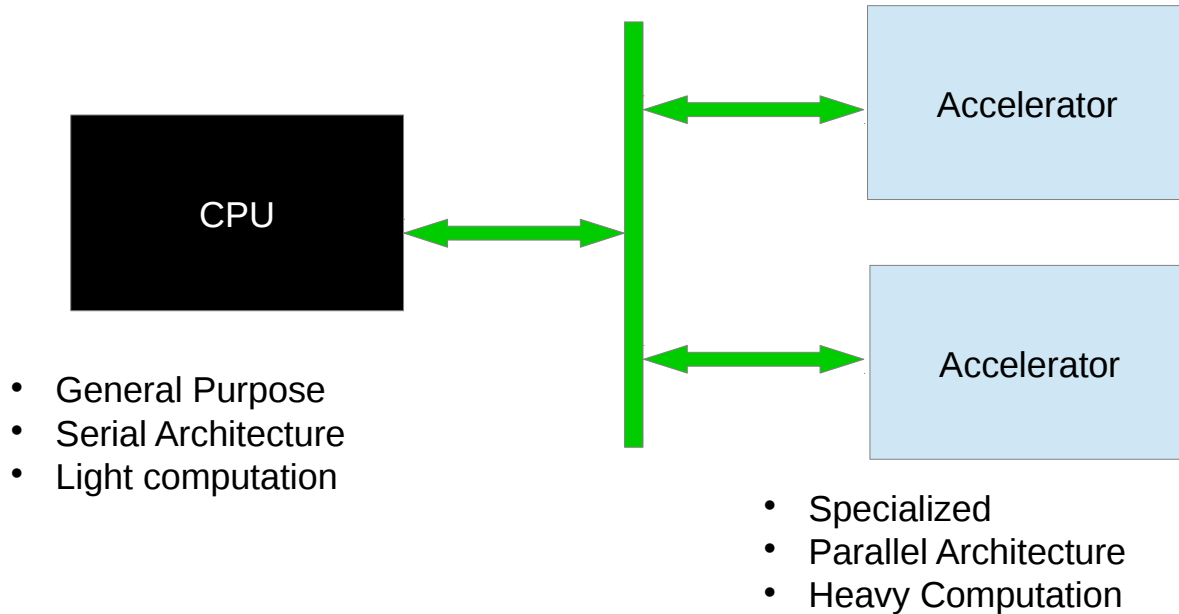 Accelerator
CPU
Accelerator
• General Purpose
• Serial Architecture
• Light computation
• Specialized
• Parallel Architecture
• Heavy Computation